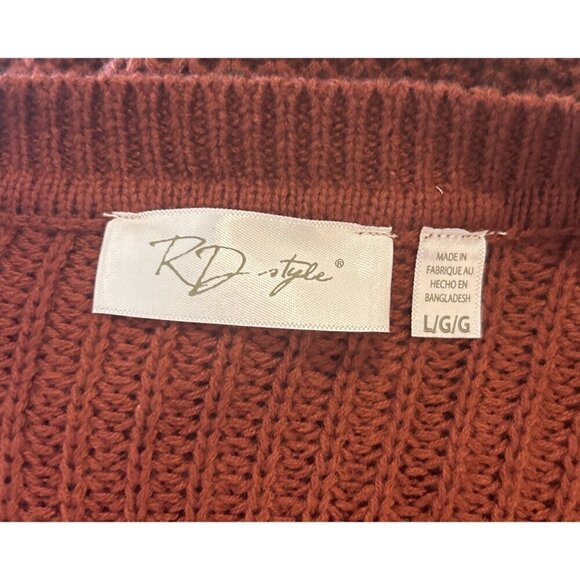 RD style®
MADE IN
FABRIQUE AU
HECHO EN
BANGLADESH
L/G/G